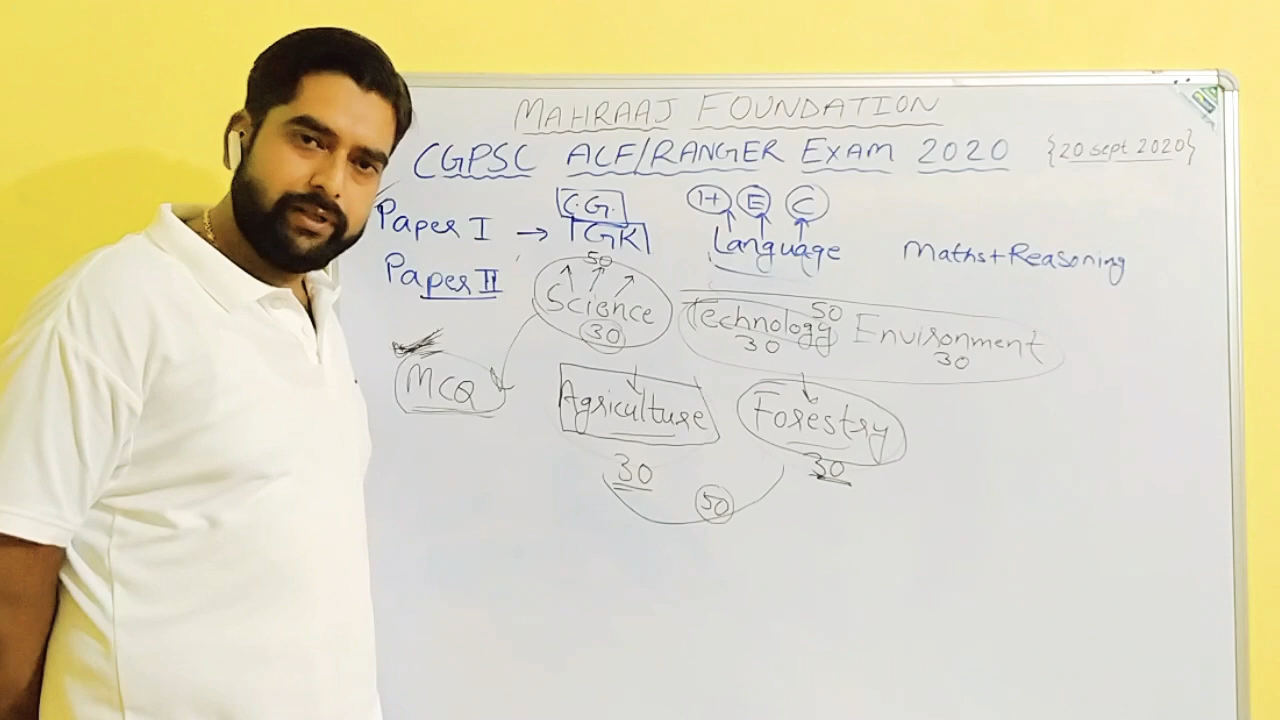 MAHRAAJ FOUNDATION
CGPSC ACF/RANGER EXAM 2020 {20 sept 2020}
C.G. H E C
Paper I → GK Language Maths+Reasoning
Paper II
50 50
Science Technology Environment
30 30 30
MCQ Agriculture Forestry
30 30
50